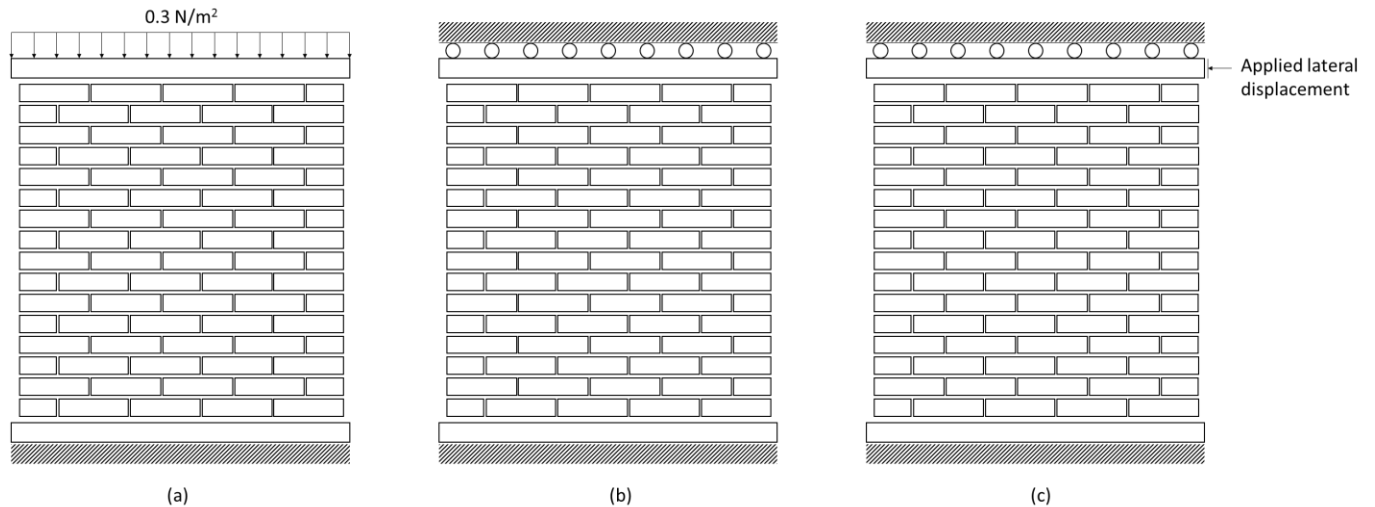 0.3 N/m²
Applied lateral
displacement
(a)
(b)
(c)